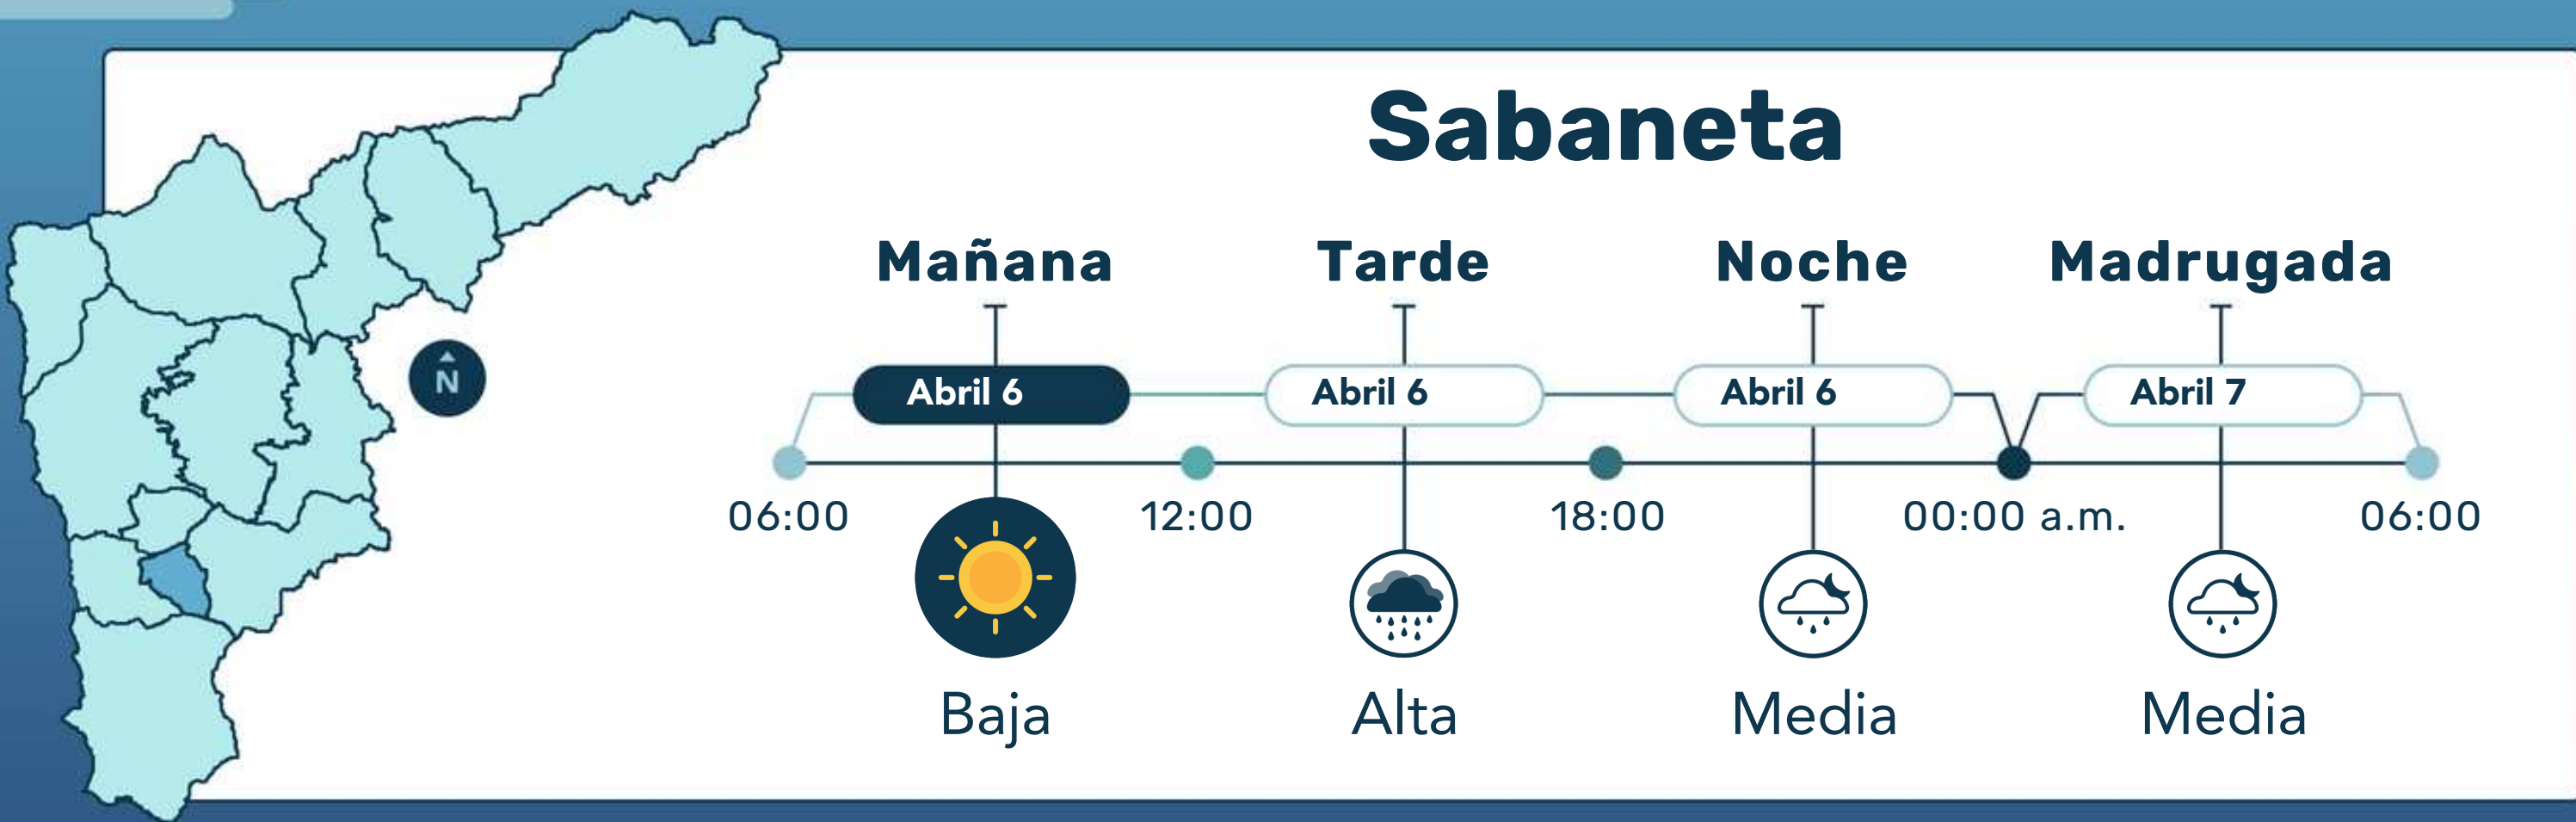 Sabaneta
Mañana Tarde Noche Madrugada
Abril 6 Abril 6 Abril 6 Abril 7
N
06:00 12:00 18:00 00:00 a.m. 06:00
Baja Alta Media Media